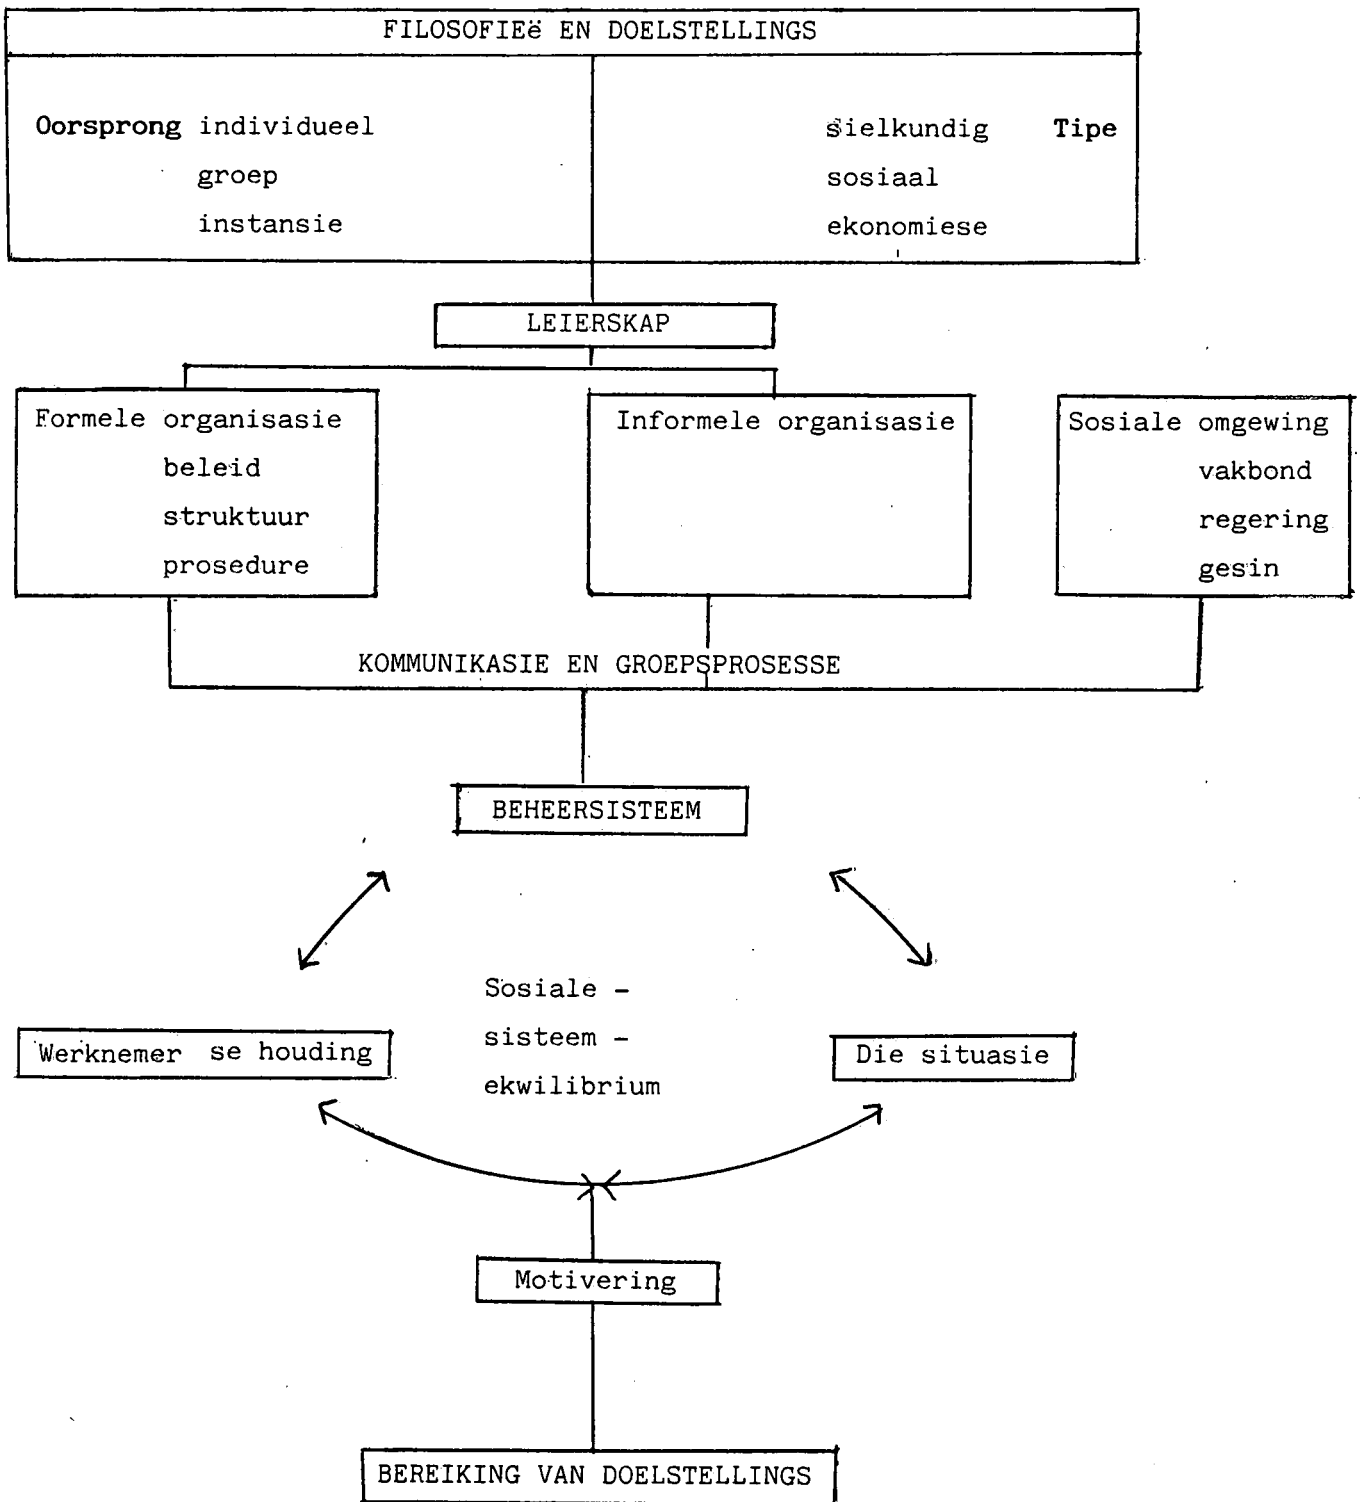 FILOSOFIEë EN DOELSTELLINGS
Oorsprong individueel
groep
instansie
sielkundig Tipe
sosiaal
ekonomiese
LEIERSKAP
Formele organisasie
beleid
struktuur
prosedure
Informele organisasie
Sosiale omgewing
vakbond
regering
gesin
KOMMUNIKASIE EN GROEPSPROSESSE
BEHEERSISTEEM
Sosiale -
sisteem -
ekwilibrium
Werknemer se houding
Die situasie
Motivering
BEREIKING VAN DOELSTELLINGS